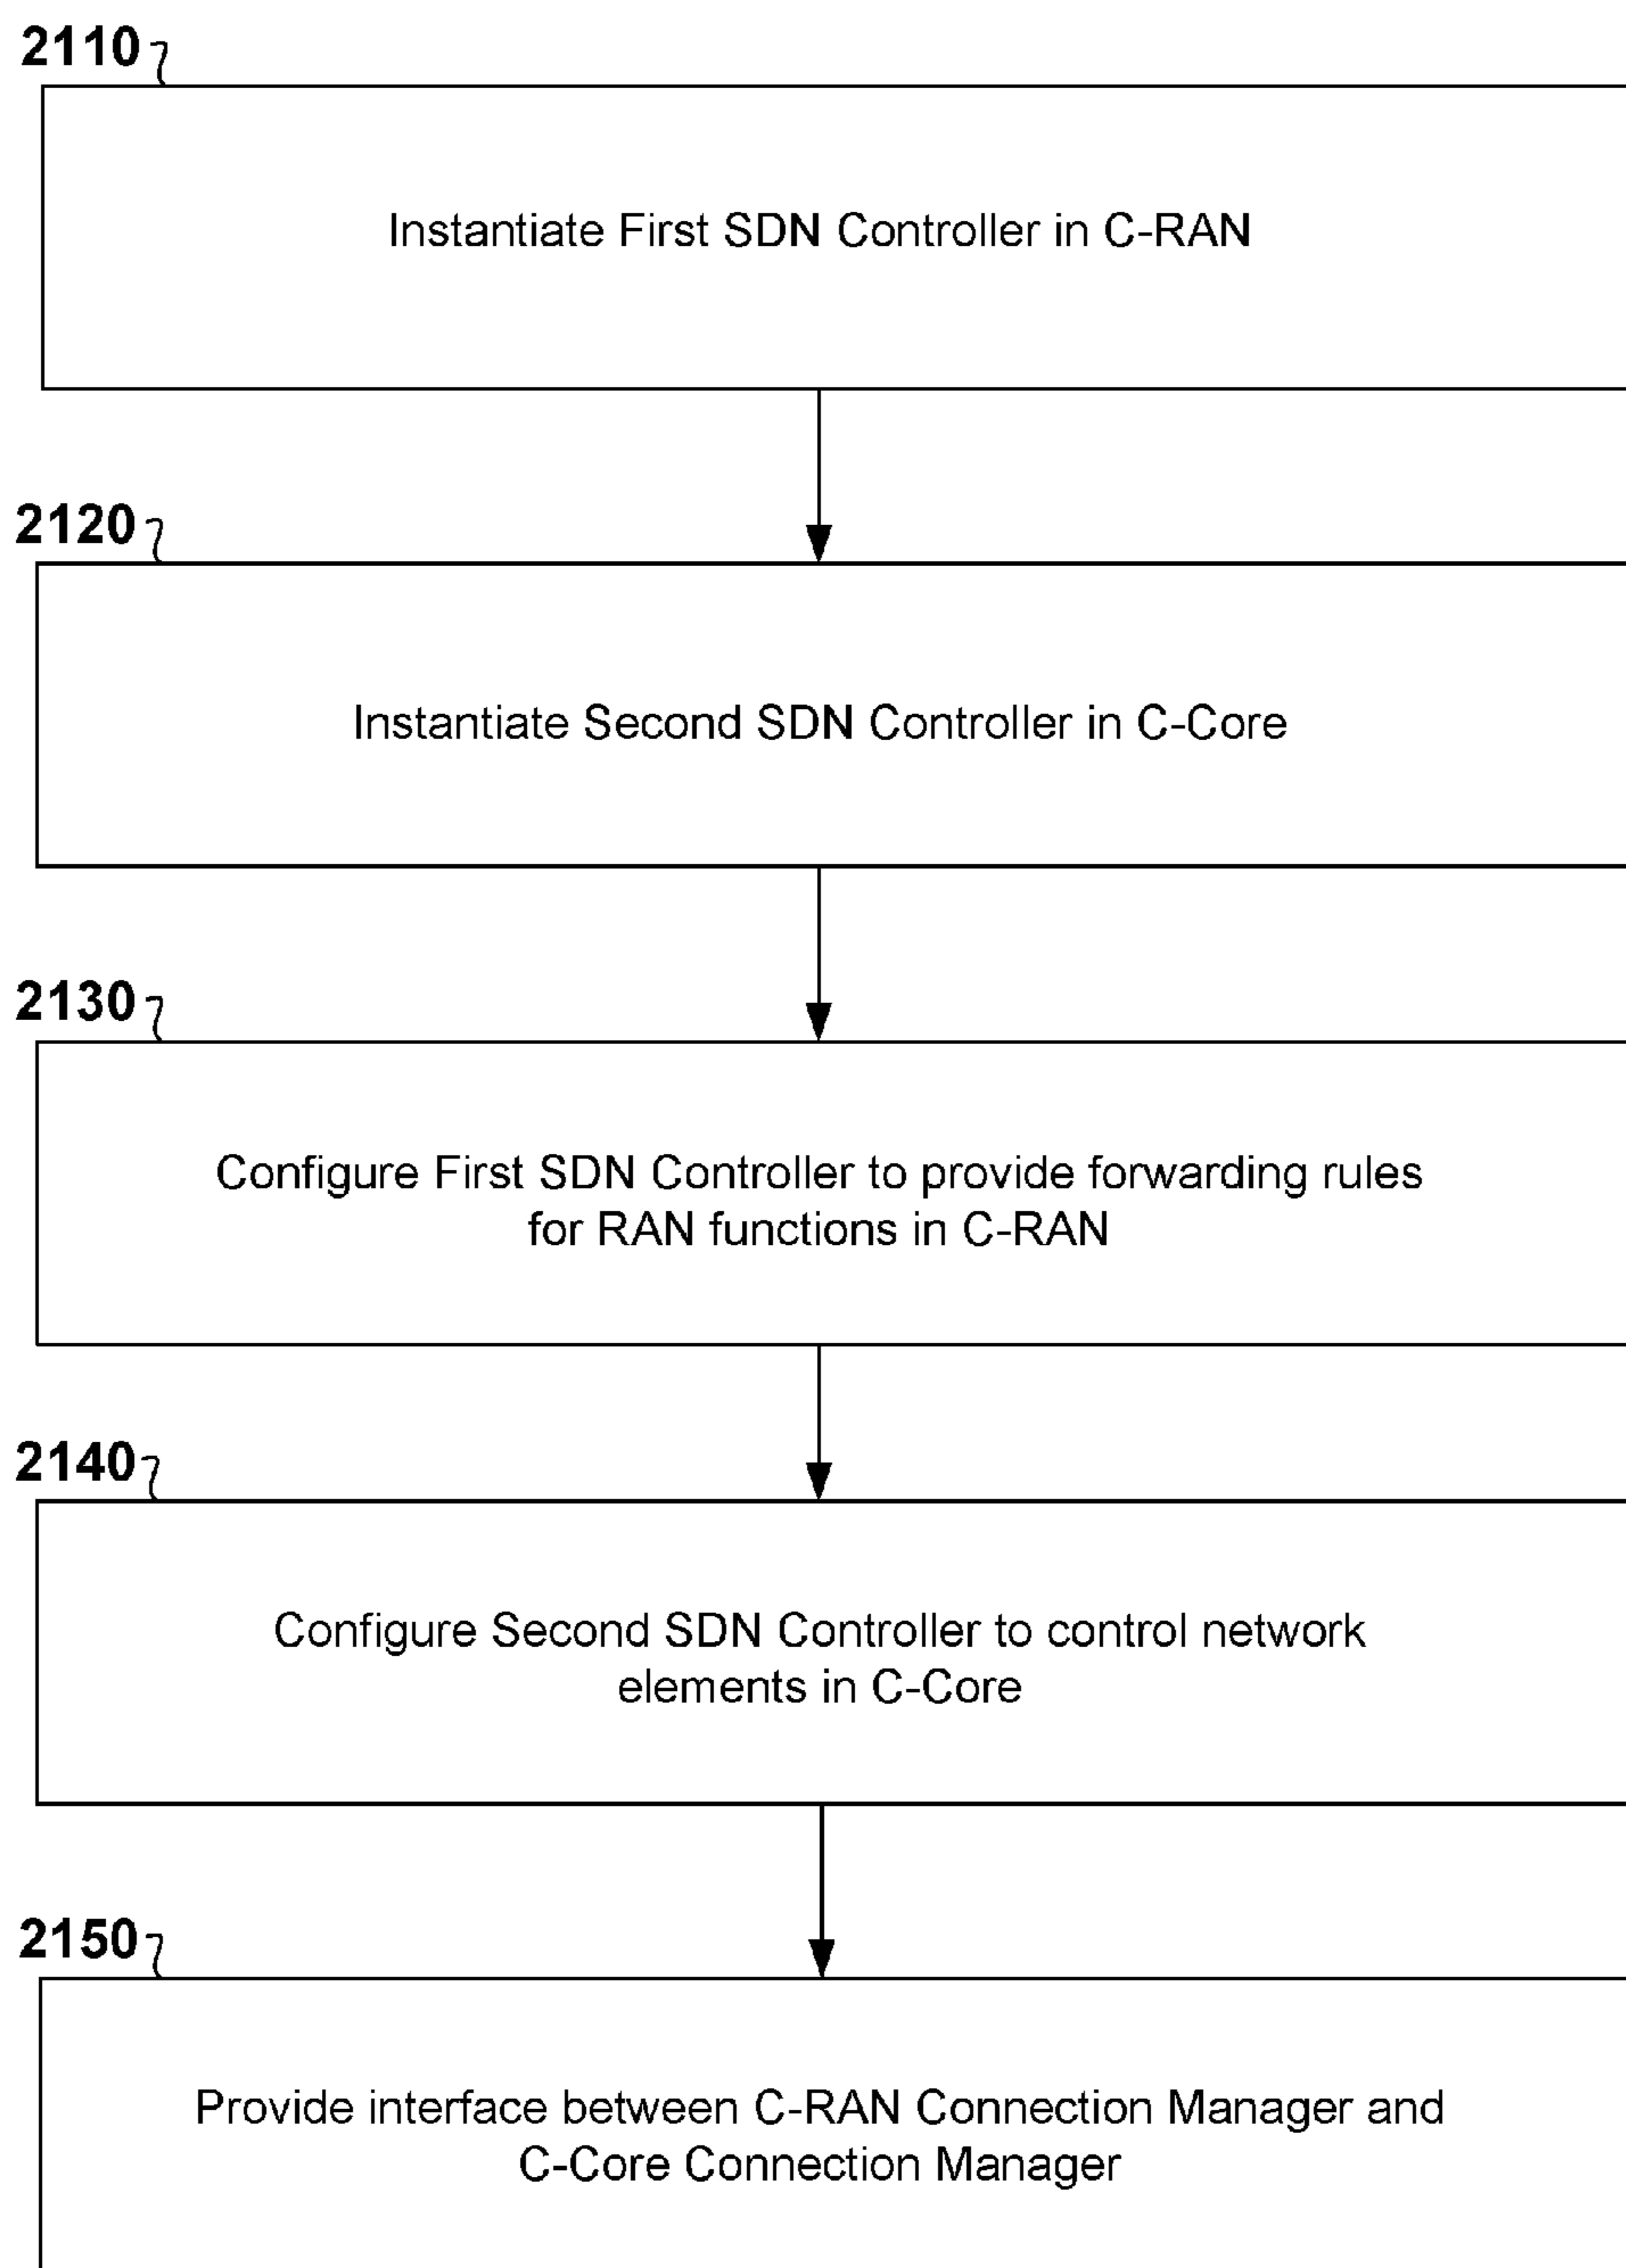 2110
Instantiate First SDN Controller in C-RAN
2120
Instantiate Second SDN Controller in C-Core
2130
Configure First SDN Controller to provide forwarding rules
for RAN functions in C-RAN
2140
Configure Second SDN Controller to control network
elements in C-Core
2150
Provide interface between C-RAN Connection Manager and
C-Core Connection Manager